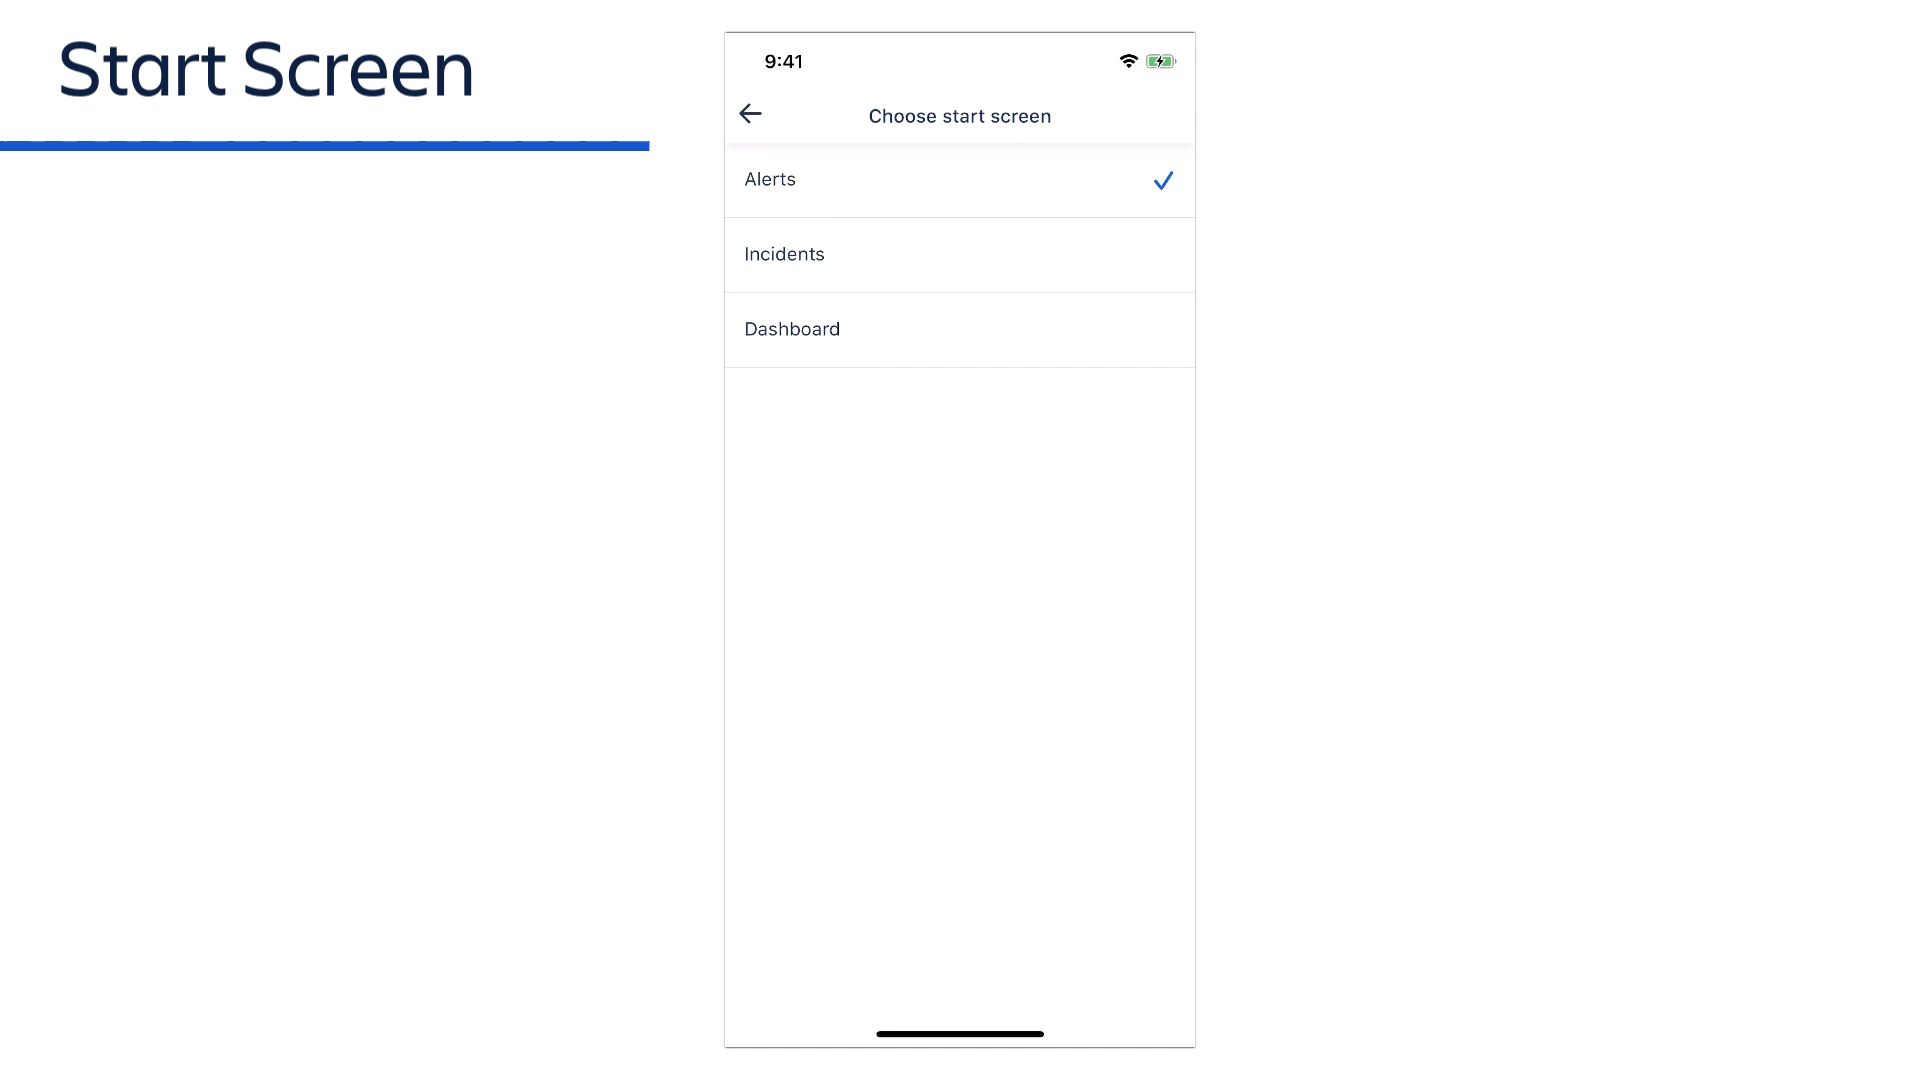 Start Screen
9:41
Choose start screen
Alerts
Incidents
Dashboard